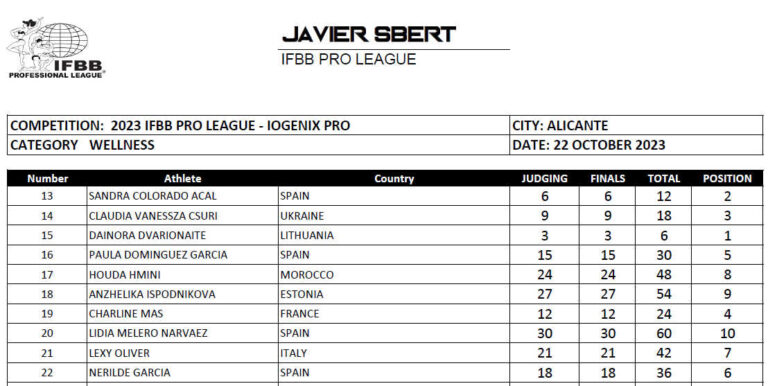 JAVIER SBERT
IFBB PRO LEAGUE
IFBB
PROFESSIONAL LEAGUE
COMPETITION: 2023 IFBB PRO LEAGUE - IOGENIX PRO CITY: ALICANTE
CATEGORY WELLNESS DATE: 22 OCTOBER 2023
Number Athlete Country JUDGING FINALS TOTAL POSITION
13 SANDRA COLORADO ACAL SPAIN 6 6 12 2
14 CLAUDIA VANESSZA CSURI UKRAINE 9 9 18 3
15 DAINORA DVARIONAITE LITHUANIA 3 3 6 1
16 PAULA DOMINGUEZ GARCIA SPAIN 15 15 30 5
17 HOUDA HMINI MOROCCO 24 24 48 8
18 ANZHELIKA ISPODNIKOVA ESTONIA 27 27 54 9
19 CHARLINE MAS FRANCE 12 12 24 4
20 LIDIA MELERO NARVAEZ SPAIN 30 30 60 10
21 LEXY OLIVER ITALY 21 21 42 7
22 NERILDE GARCIA SPAIN 18 18 36 6